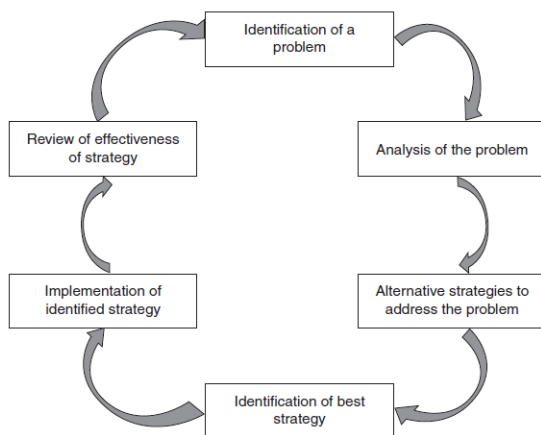 Identification of a
problem
Analysis of the problem
Alternative strategies to
address the problem
Identification of best
strategy
Implementation of
identified strategy
Review of effectiveness
of strategy